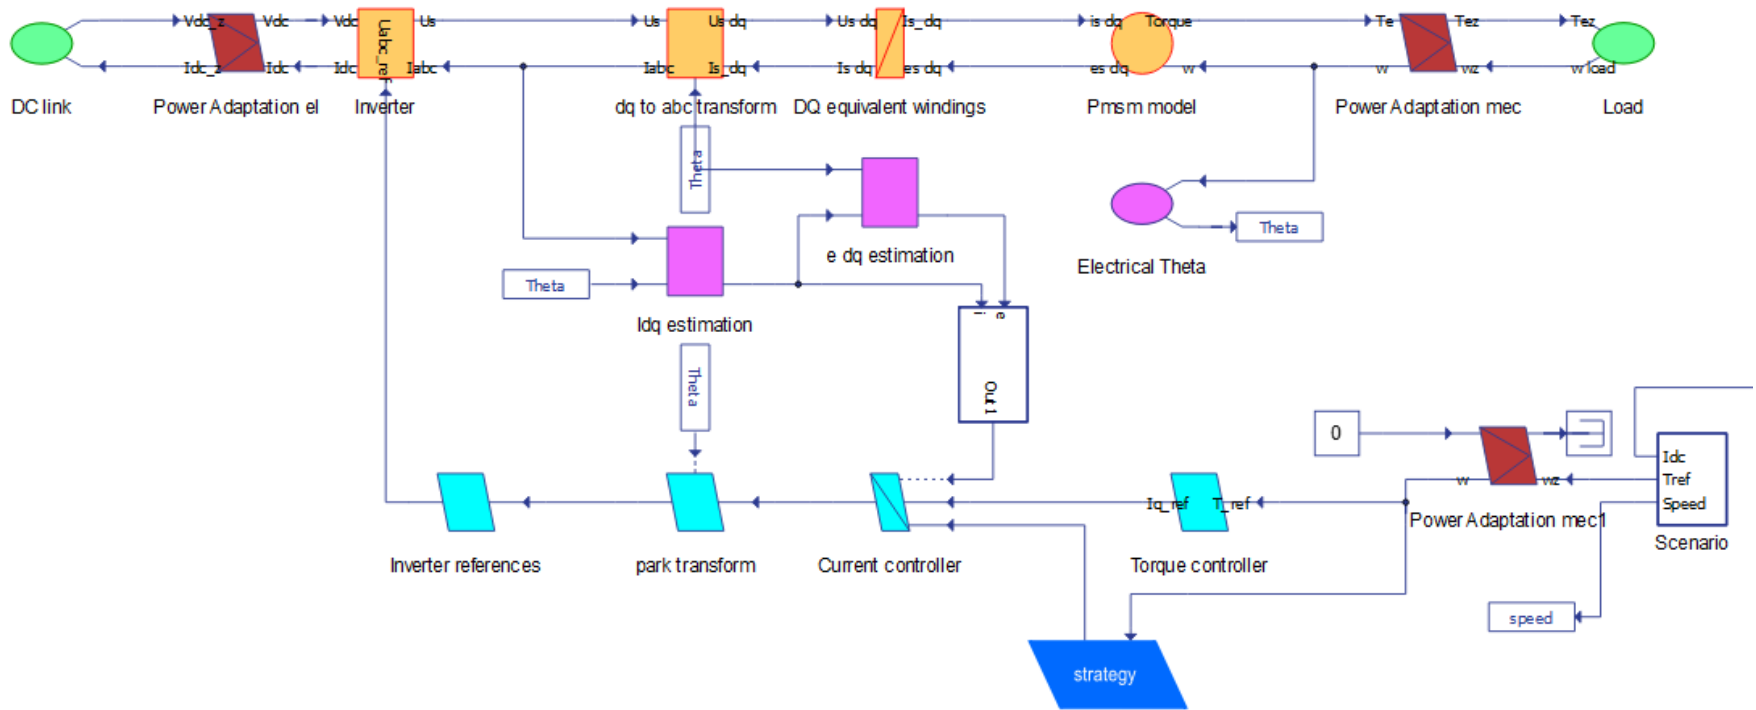 Vdc_z Vdc Vdc Us Us Us dq Us dq Is_dq is dq Torque Te Tez Tez
Uabc_ref
Idc_z Idc Idc Iabc Iabc Is_dq Is dq es dq es dq w w wz w load
DC link Power Adaptation el Inverter dq to abc transform DQ equivalent windings Pmsm model Power Adaptation mec Load
Theta
Theta
e dq estimation
Electrical Theta
Theta
Idq estimation
i e
Theta
Out1
0
Idc
w wz Tref
Iq_ref T_ref Speed
Power Adaptation mec1
Scenario
Inverter references park transform Current controller Torque controller
speed
strategy